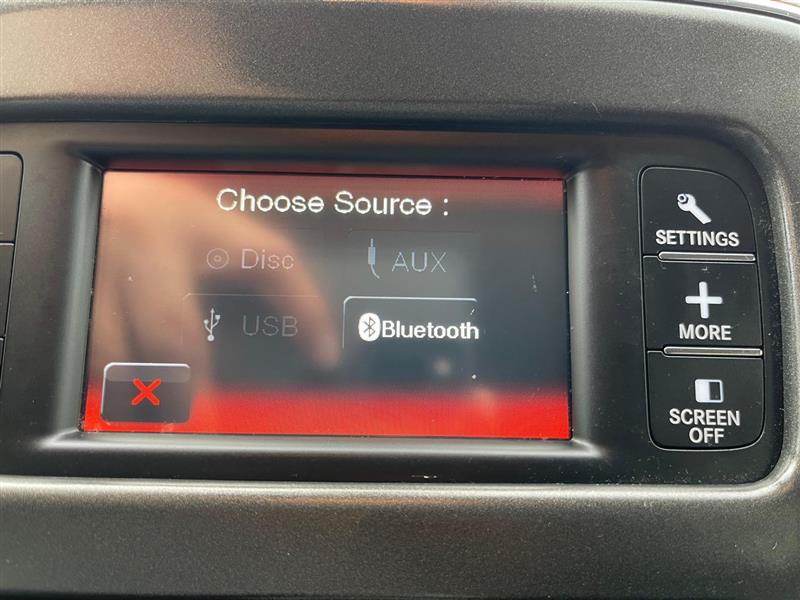 Choose Source :
Disc
AUX
USB
Bluetooth
SETTINGS
MORE
SCREEN
OFF